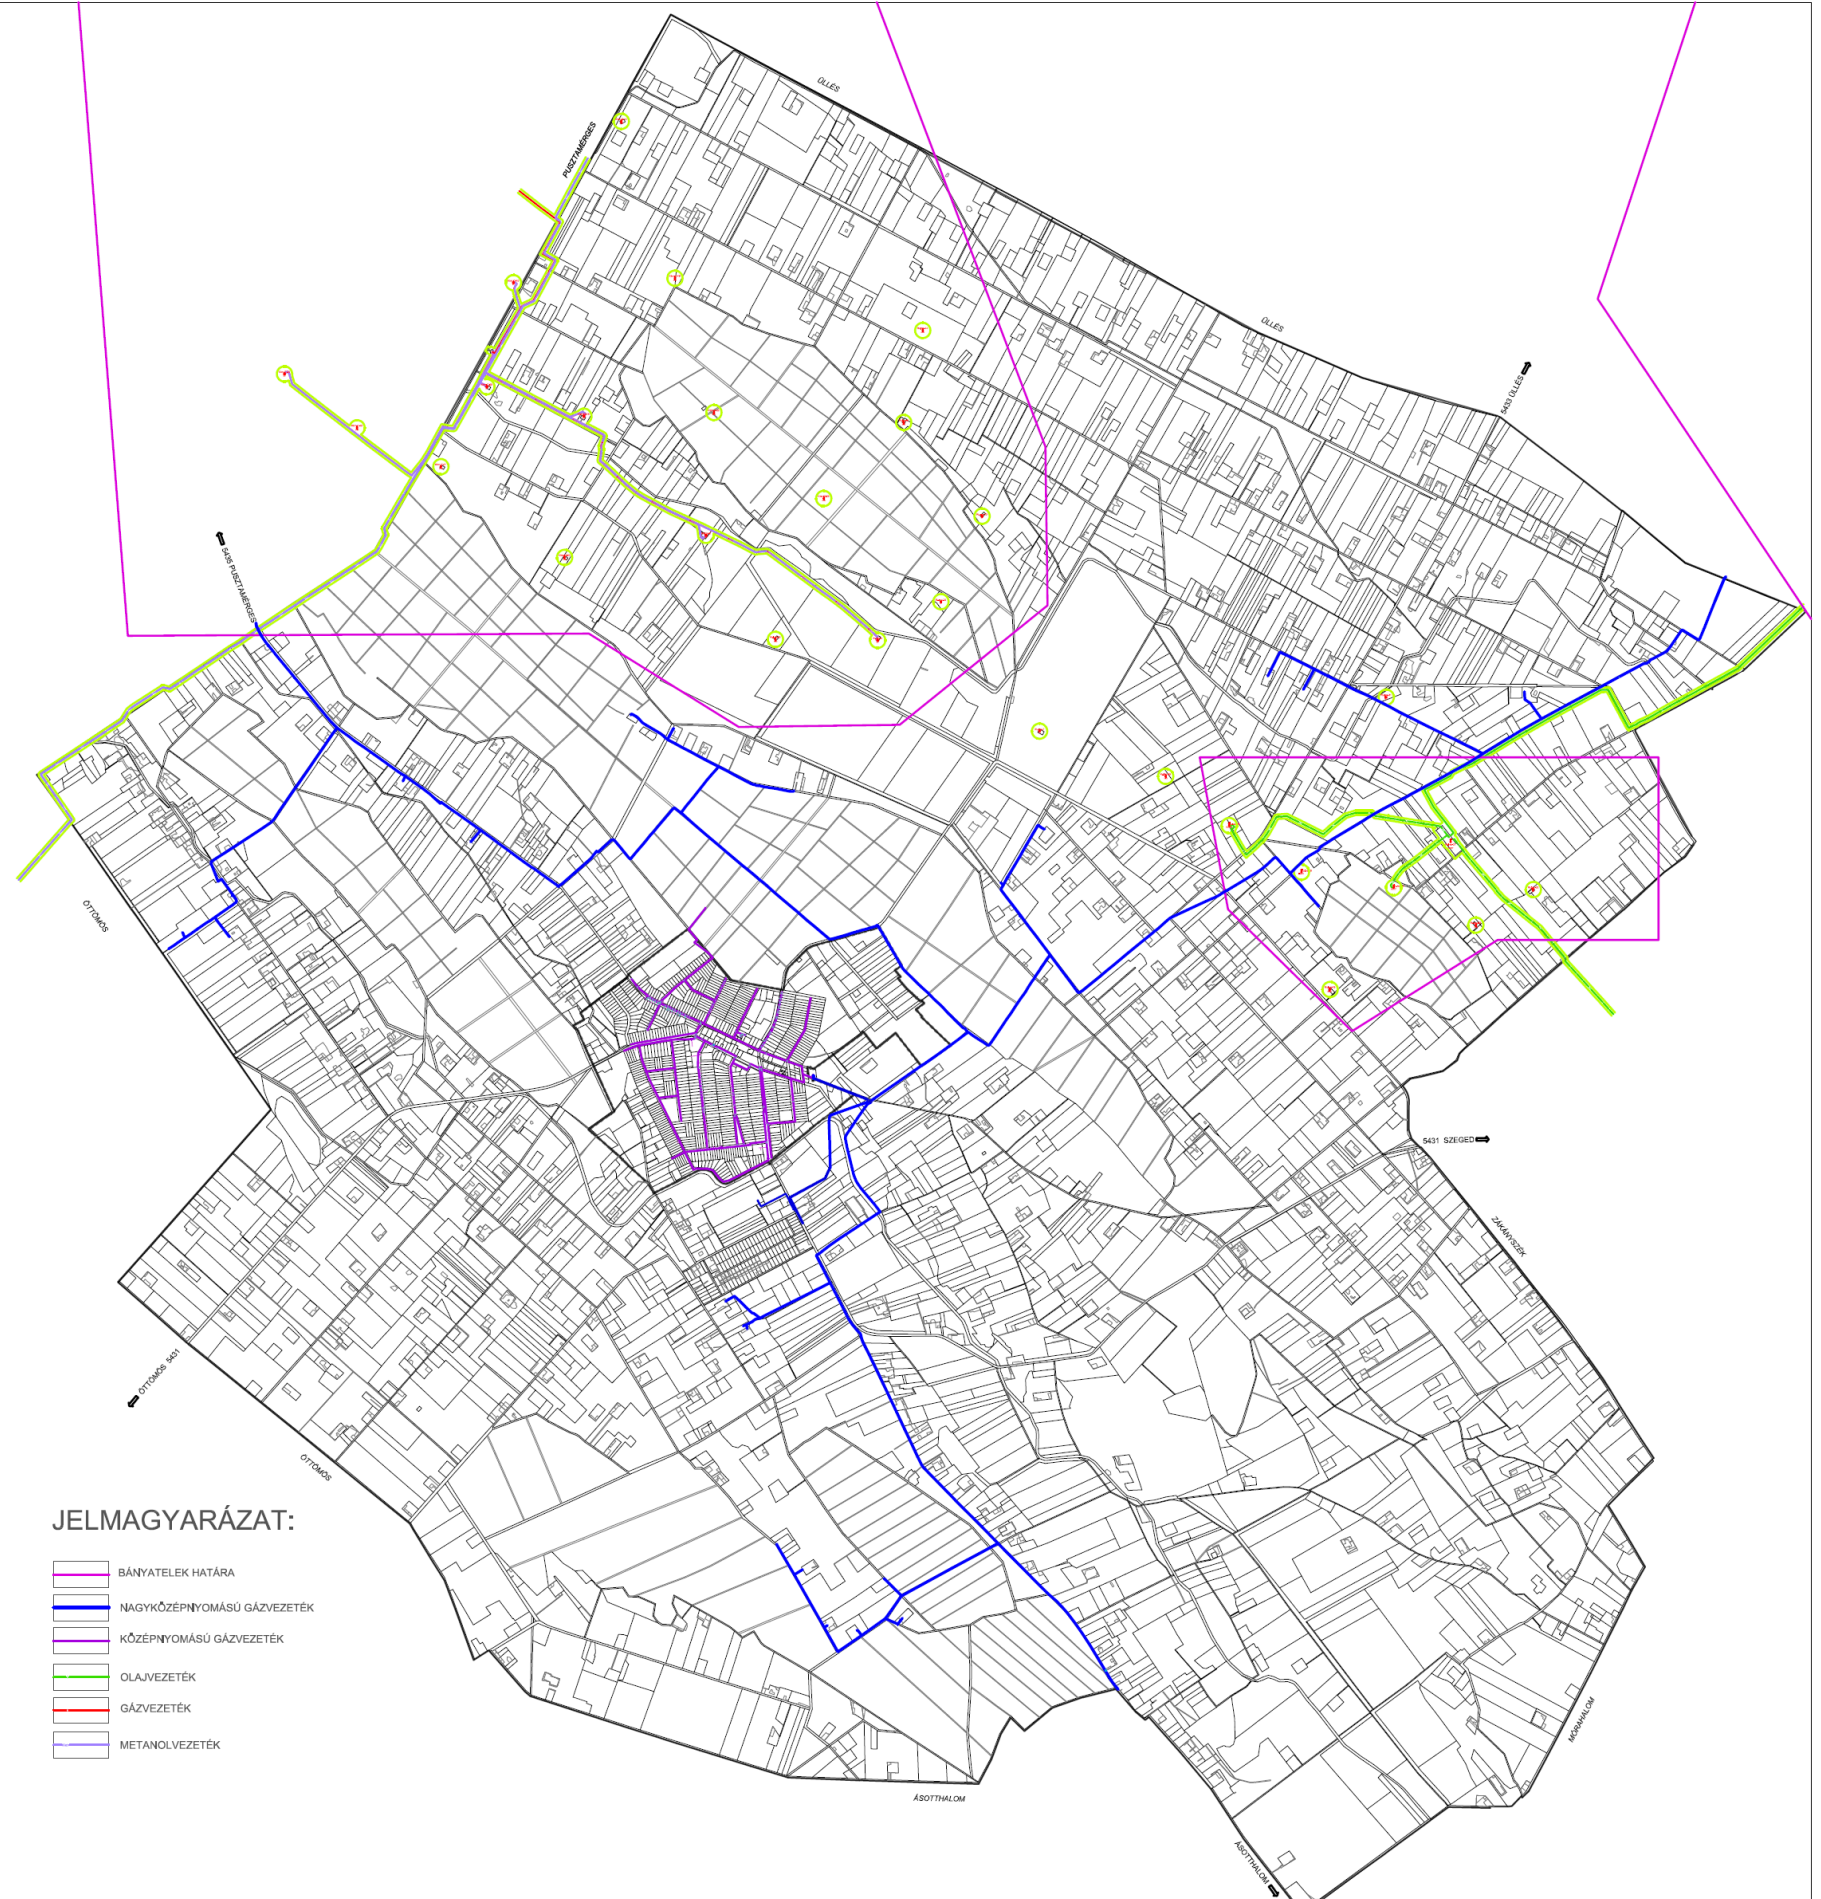 ÜLLÉS
PUSZTAMÉRGES
ÜLLÉS
5433 ÜLLÉS
5435 PUSZTAMÉRGES
ÖTTÖMÖS
5431 SZEGED
ZÁKÁNYSZÉK
ÖTTÖMÖS 5431
ÖTTÖMÖS
MÓRAHALOM
ÁSOTTHALOM
ÁSOTTHALOM
JELMAGYARÁZAT:
BÁNYATELEK HATÁRA
NAGYKÖZÉPNYOMÁSÚ GÁZVEZETÉK
KÖZÉPNYOMÁSÚ GÁZVEZETÉK
OLAJVEZETÉK
GÁZVEZETÉK
METANOLVEZETÉK